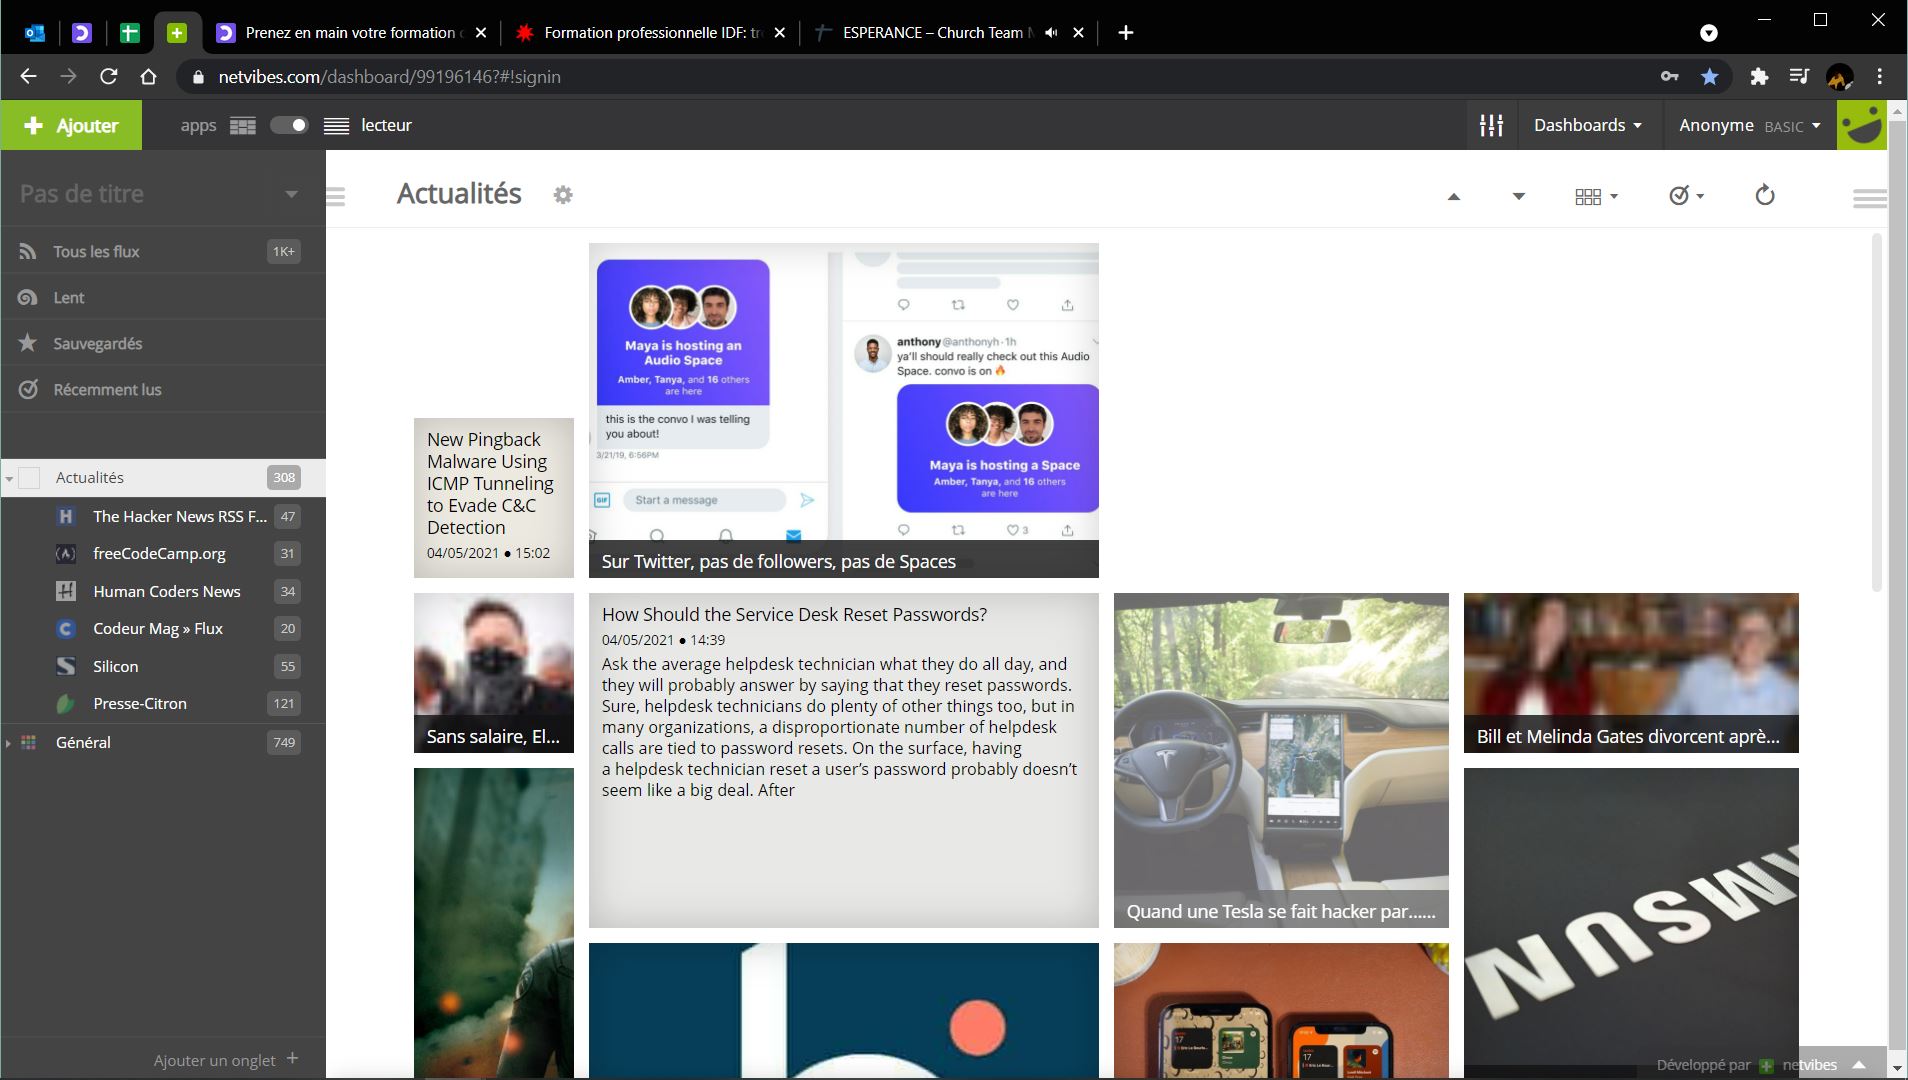 Prenez en main votre formation
Formation professionnelle IDF: tr
ESPERANCE – Church Team M
netvibes.com/dashboard/99196146?#!signin
Ajouter
apps
lecteur
Dashboards
Anonyme BASIC
Pas de titre
Actualités
Tous les flux 1K+
Lent
Sauvegardés
Récemment lus
Actualités 308
The Hacker News RSS F... 47
freeCodeCamp.org 31
Human Coders News 34
Codeur Mag » Flux 20
Silicon 55
Presse-Citron 121
Général 749
Ajouter un onglet +
New Pingback
Malware Using
ICMP Tunneling
to Evade C&C
Detection
04/05/2021 ● 15:02
Maya is hosting an
Audio Space
Amber, Tanya, and 16 others
are here
this is the convo I was telling
you about!
3/21/19, 6:56PM
GIF
Start a message
anthony @anthonyh·1h
ya'll should really check out this Audio
Space. convo is on 🔥
Maya is hosting a Space
Amber, Tanya, and 16 others
are here
3
Sur Twitter, pas de followers, pas de Spaces
Sans salaire, El...
How Should the Service Desk Reset Passwords?
04/05/2021 ● 14:39
Ask the average helpdesk technician what they do all day, and
they will probably answer by saying that they reset passwords.
Sure, helpdesk technicians do plenty of other things too, but in
many organizations, a disproportionate number of helpdesk
calls are tied to password resets. On the surface, having
a helpdesk technician reset a user’s password probably doesn’t
seem like a big deal. After
Quand une Tesla se fait hacker par......
Bill et Melinda Gates divorcent aprè...
MSUN
17
17
Développé par netvibes